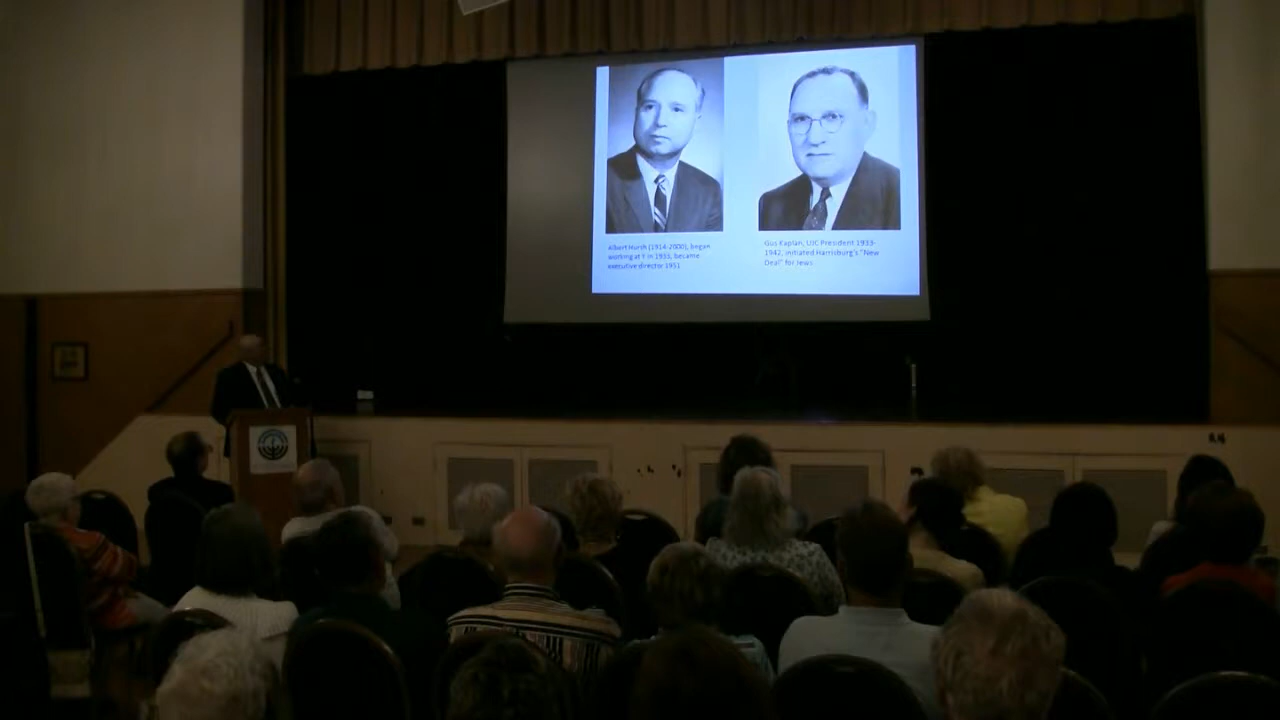 Albert Hursh (1914-2000), began
working at Y in 1935, became
executive director 1951
Gus Kaplan, UJC President 1933-
1942, initiated Harrisburg's "New
Deal" for Jews